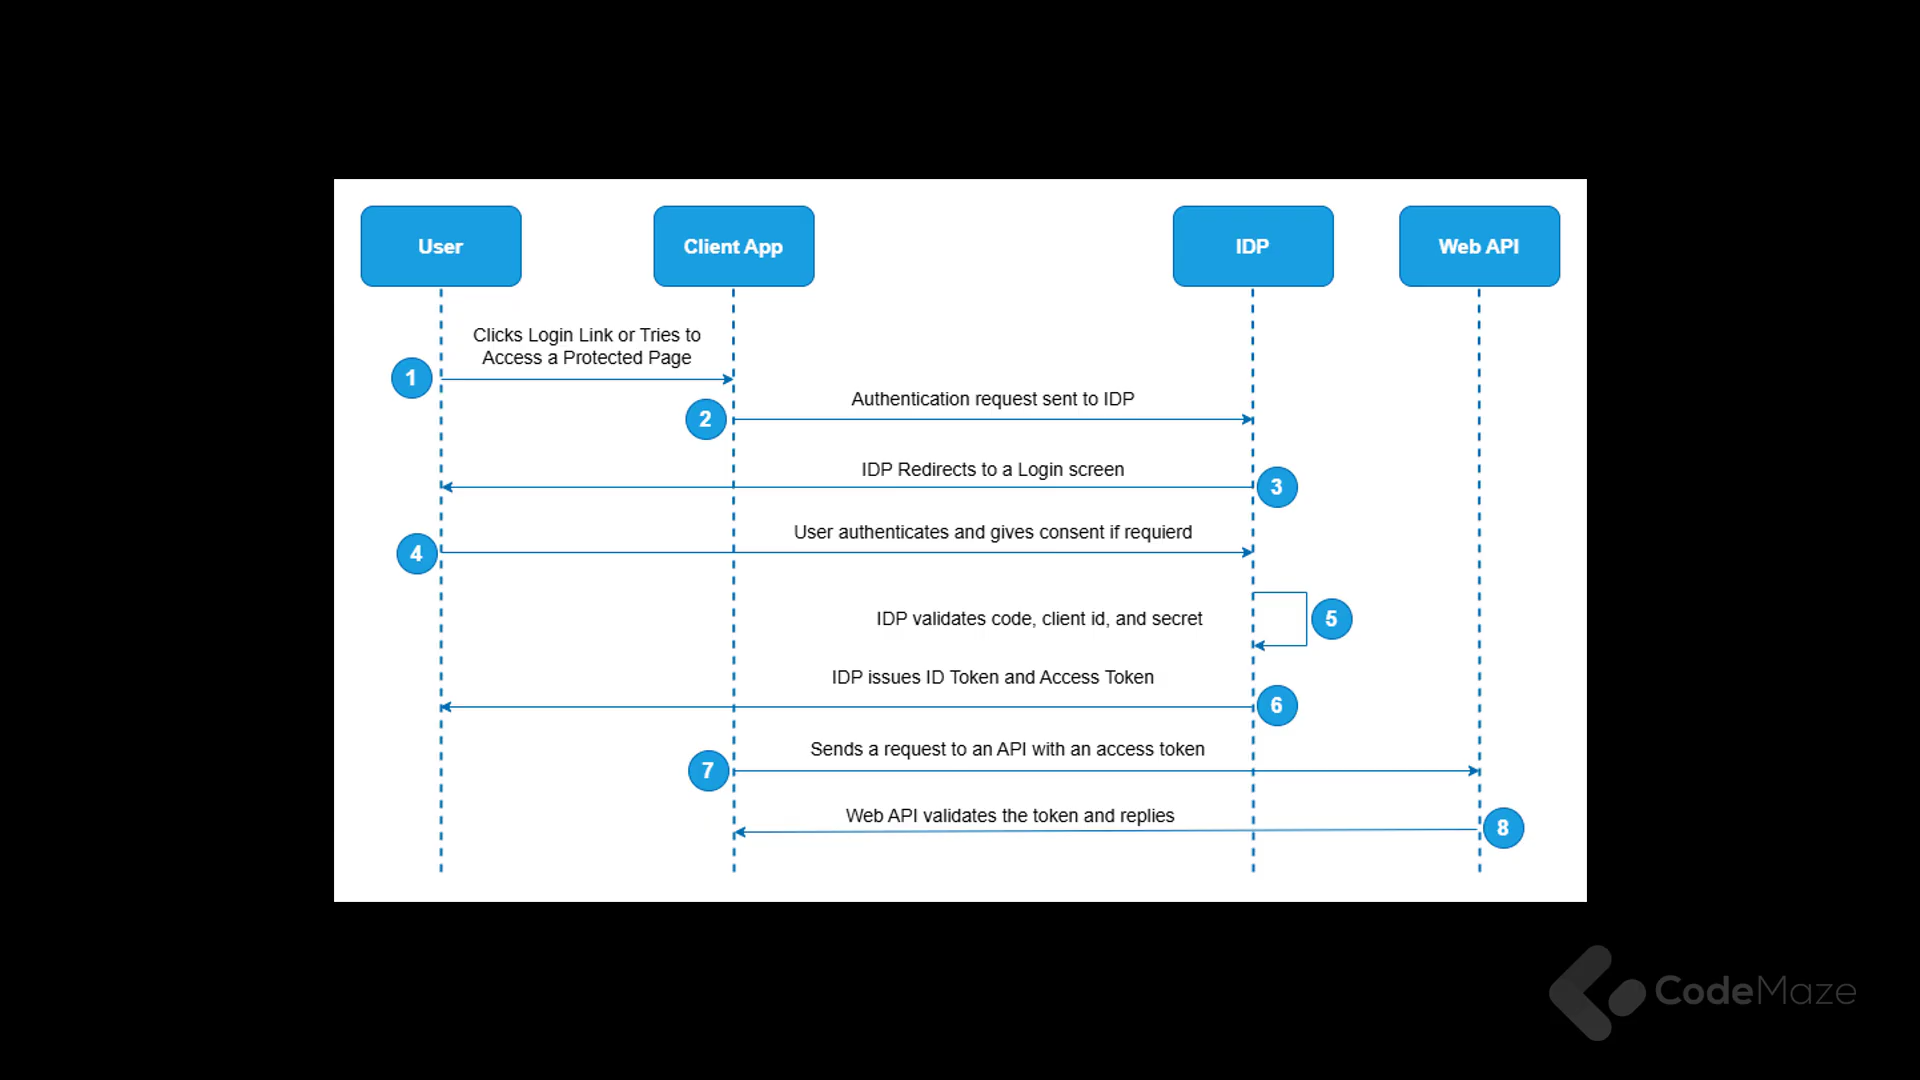 User
Client App
IDP
Web API
Clicks Login Link or Tries to
Access a Protected Page
1
Authentication request sent to IDP
2
IDP Redirects to a Login screen
3
User authenticates and gives consent if requierd
4
IDP validates code, client id, and secret
5
IDP issues ID Token and Access Token
6
Sends a request to an API with an access token
7
Web API validates the token and replies
8
CodeMaze